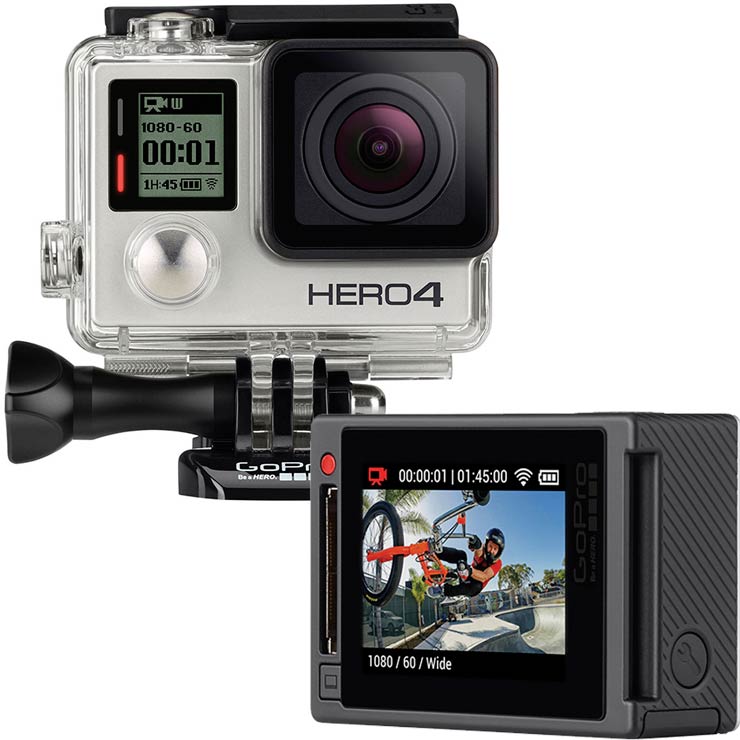 GoPro
W
1080-60
00:01
1H:45
HERO4
GoPro
Be a HERO.
00:00:01 | 01:45:00
1080 / 60 / Wide
GoPro
Be a HERO.